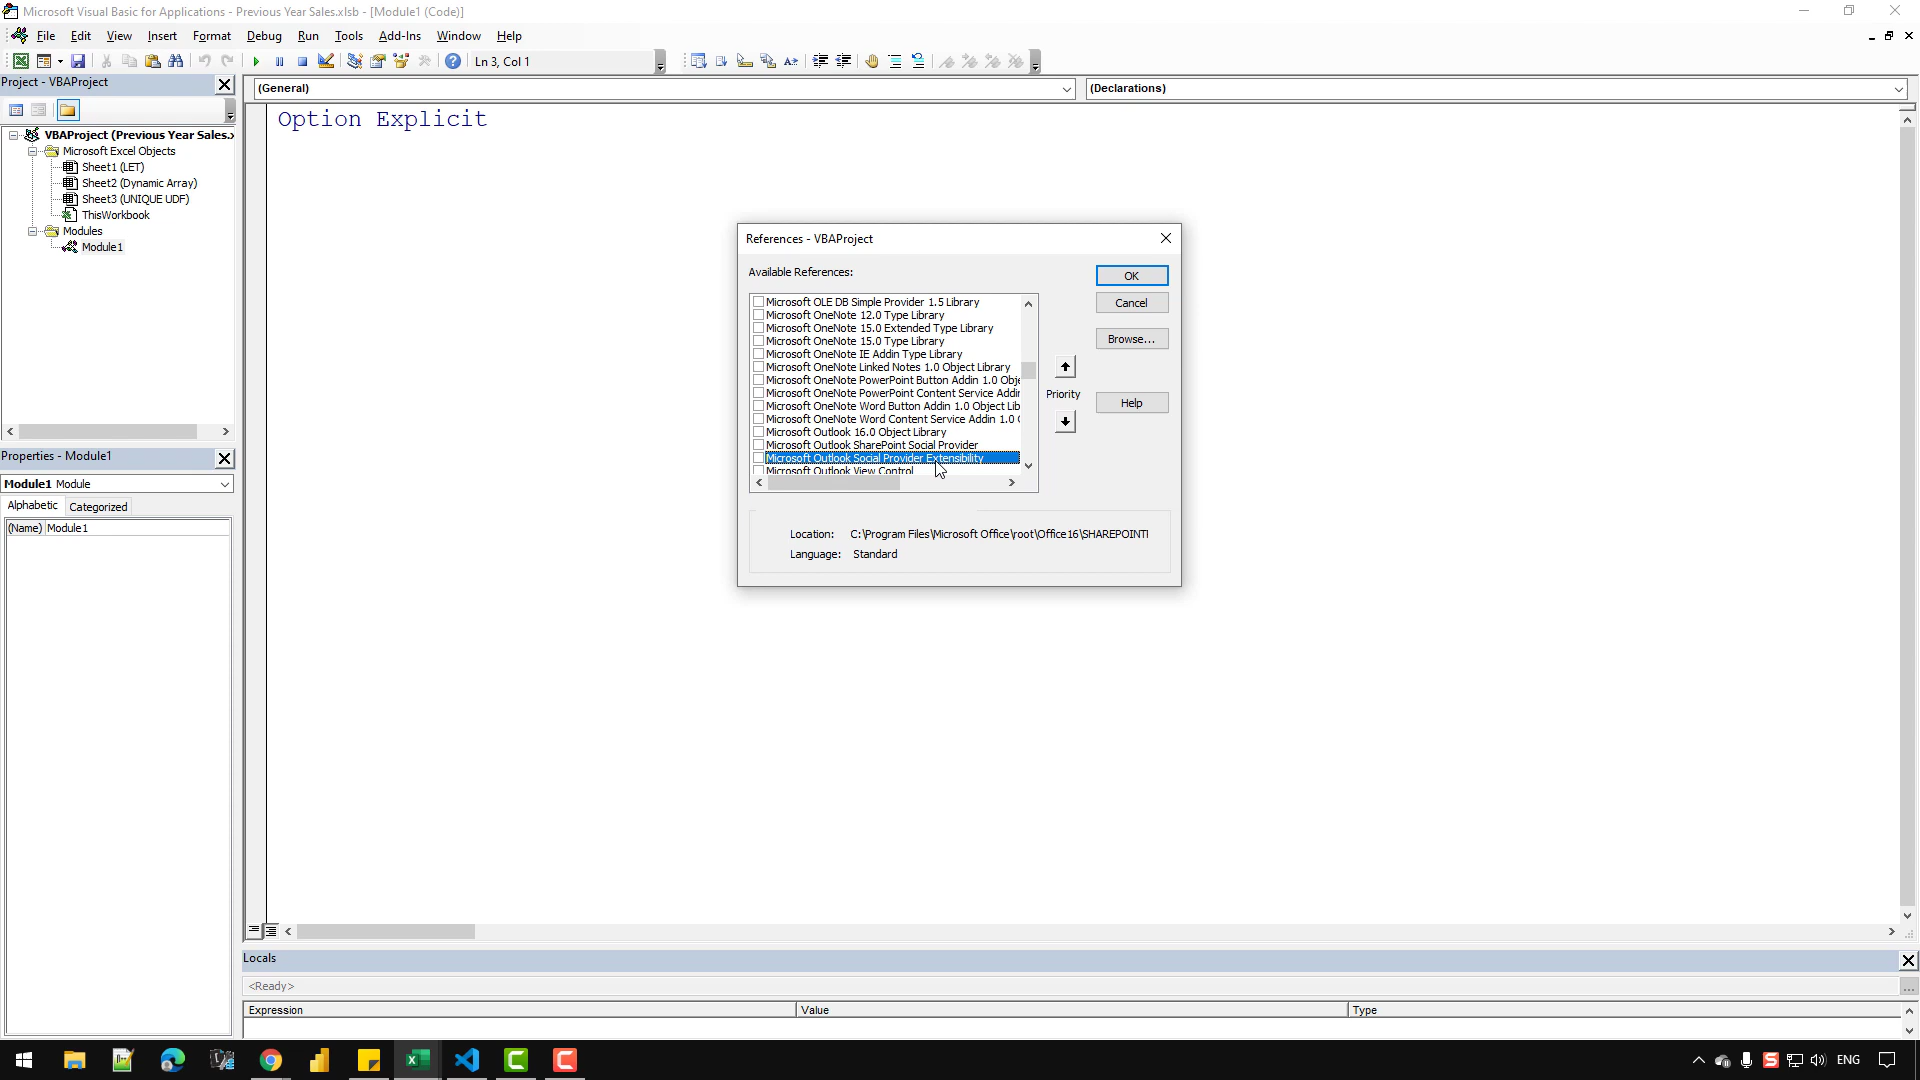 Microsoft Visual Basic for Applications - Previous Year Sales.xlsb - [Module1 (Code)]
File Edit View Insert Format Debug Run Tools Add-Ins Window Help
Ln 3, Col 1
Project - VBAProject
(General)
(Declarations)
VBAProject (Previous Year Sales.x
Microsoft Excel Objects
Sheet1 (LET)
Sheet2 (Dynamic Array)
Sheet3 (UNIQUE UDF)
ThisWorkbook
Modules
Module1
Option Explicit
References - VBAProject
Available References:
Microsoft OLE DB Simple Provider 1.5 Library
Microsoft OneNote 12.0 Type Library
Microsoft OneNote 15.0 Extended Type Library
Microsoft OneNote 15.0 Type Library
Microsoft OneNote IE Addin Type Library
Microsoft OneNote Linked Notes 1.0 Object Library
Microsoft OneNote PowerPoint Button Addin 1.0 Obje
Microsoft OneNote PowerPoint Content Service Addin
Microsoft OneNote Word Button Addin 1.0 Object Lib
Microsoft OneNote Word Content Service Addin 1.0 O
Microsoft Outlook 16.0 Object Library
Microsoft Outlook SharePoint Social Provider
Microsoft Outlook Social Provider Extensibility
Microsoft Outlook View Control
OK
Cancel
Browse...
Priority
Help
Location: C:\Program Files\Microsoft Office\root\Office16\SHAREPOINTI
Language: Standard
Properties - Module1
Module1 Module
Alphabetic Categorized
(Name) Module1
Locals
<Ready>
Expression Value Type
ENG